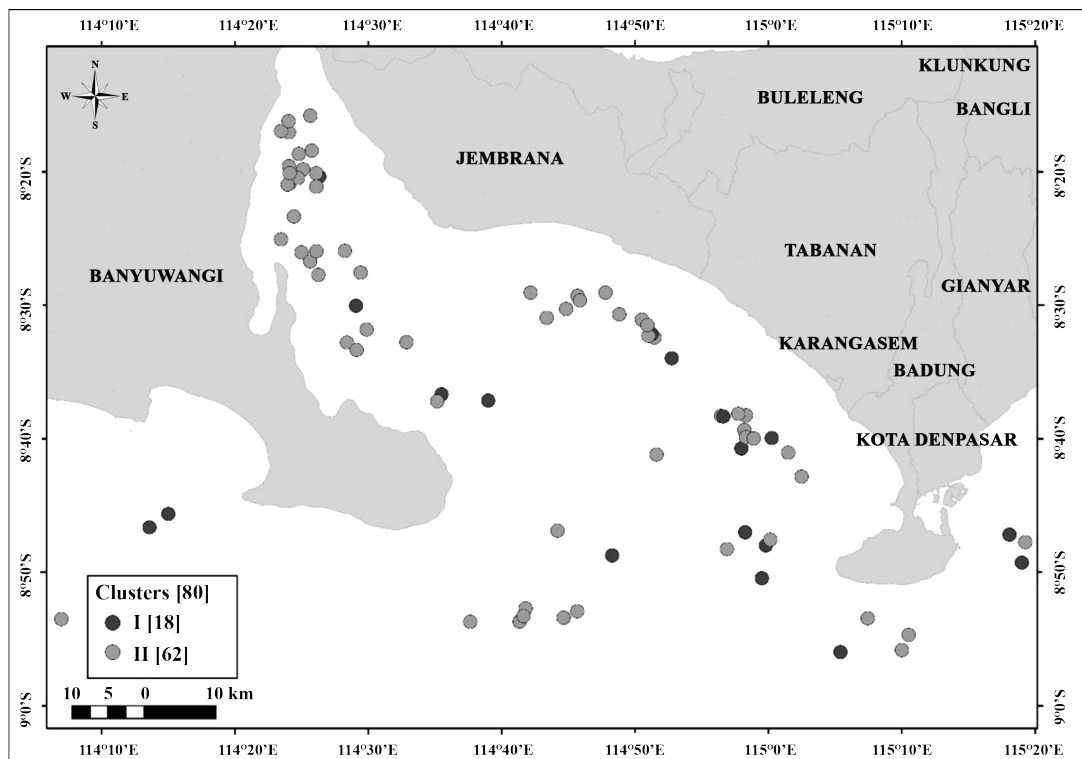 114°10'E 114°20'E 114°30'E 114°40'E 114°50'E 115°0'E 115°10'E 115°20'E
N
W E
S
KLUNKUNG
BULELENG
BANGLI
JEMBRANA
8°20'S 8°20'S
TABANAN
BANYUWANGI
GIANYAR
8°30'S 8°30'S
KARANGASEM
BADUNG
8°40'S 8°40'S
KOTA DENPASAR
8°50'S 8°50'S
Clusters [80]
I [18]
II [62]
10 5 0 10 km
9°0'S 9°0'S
114°10'E 114°20'E 114°30'E 114°40'E 114°50'E 115°0'E 115°10'E 115°20'E